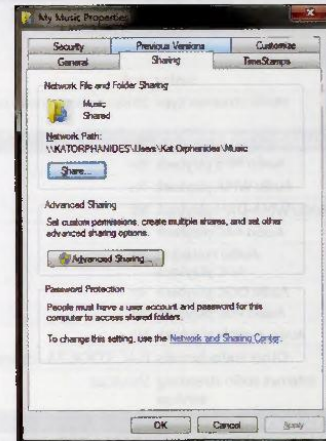 My Music Properties
Security
Previous Versions
Customize
General
Sharing
TimeStamps
Network File and Folder Sharing
Music
Shared
Network Path:
\\KATORPHANIDES\Users\Kat Orphanides\Music
Share...
Advanced Sharing
Set custom permissions, create multiple shares, and set other
advanced sharing options.
Advanced Sharing...
Password Protection
People must have a user account and password for this
computer to access shared folders.
To change this setting, use the Network and Sharing Center.
OK
Cancel
Apply